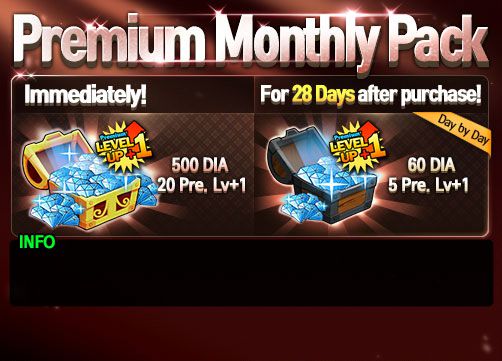 Premium Monthly Pack
Immediately!
For 28 Days after purchase!
Day by Day
Premium
LEVEL
UP 1
500 DIA
20 Pre. Lv+1
Premium
LEVEL
UP 1
60 DIA
5 Pre. Lv+1
INFO